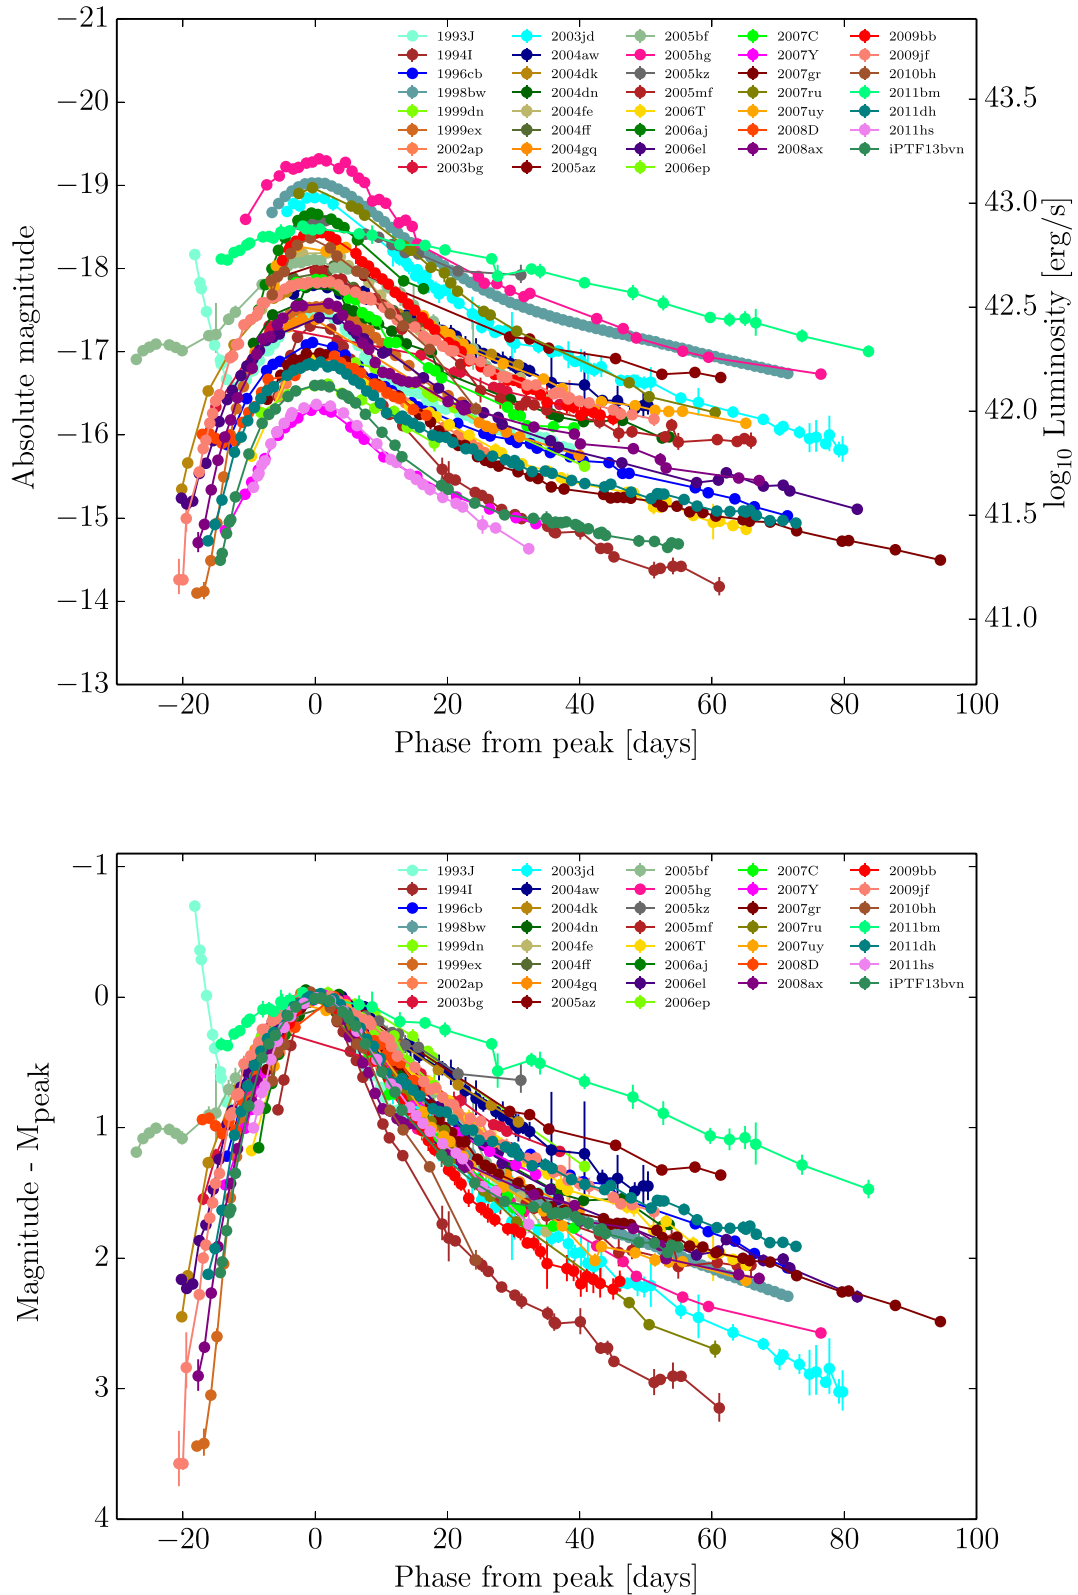 −21
−20
−19
−18
−17
−16
−15
−14
−13
Absolute magnitude
1993J 2003jd 2005bf 2007C 2009bb
1994I 2004aw 2005hg 2007Y 2009jf
1996cb 2004dk 2005kz 2007gr 2010bh
1998bw 2004dn 2005mf 2007ru 2011bm
1999dn 2004fe 2006T 2007uy 2011dh
1999ex 2004ff 2006aj 2008D 2011hs
2002ap 2004gq 2006el 2008ax iPTF13bvn
2003bg 2005az 2006ep
43.5
43.0
42.5
42.0
41.5
41.0
log10 Luminosity [erg/s]
−20 0 20 40 60 80 100
Phase from peak [days]
−1
0
1
2
3
4
Magnitude - Mpeak
1993J 2003jd 2005bf 2007C 2009bb
1994I 2004aw 2005hg 2007Y 2009jf
1996cb 2004dk 2005kz 2007gr 2010bh
1998bw 2004dn 2005mf 2007ru 2011bm
1999dn 2004fe 2006T 2007uy 2011dh
1999ex 2004ff 2006aj 2008D 2011hs
2002ap 2004gq 2006el 2008ax iPTF13bvn
2003bg 2005az 2006ep
−20 0 20 40 60 80 100
Phase from peak [days]